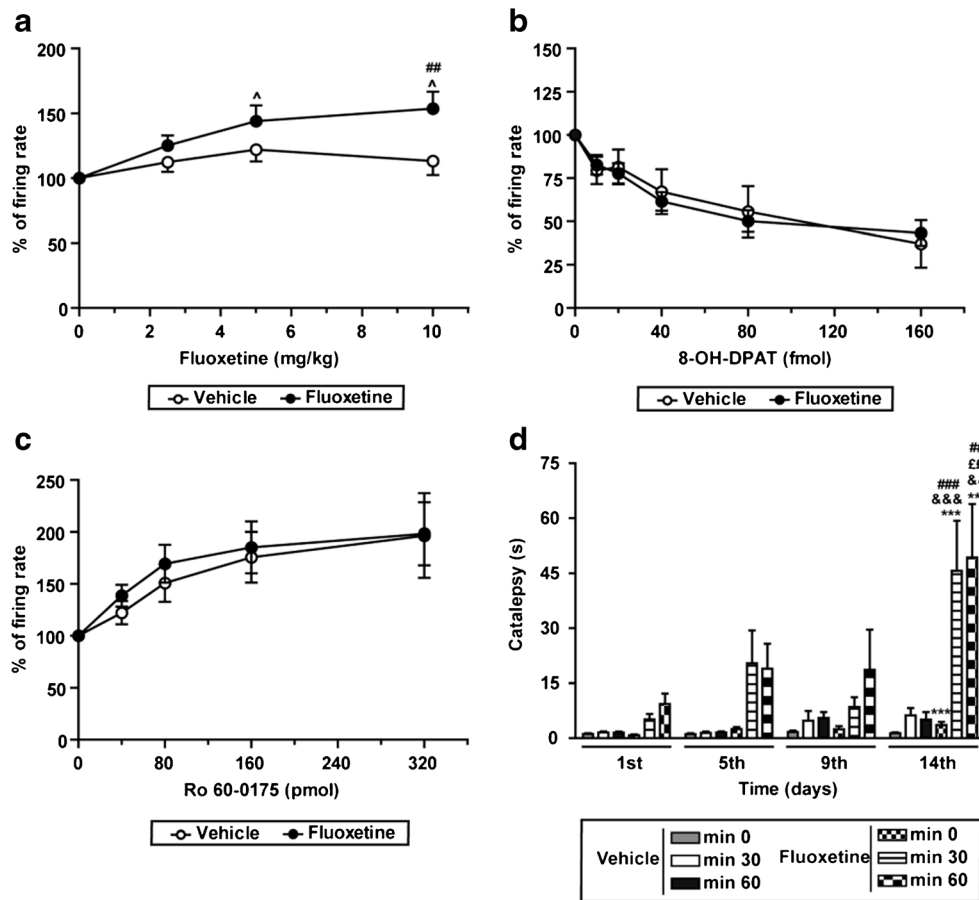 a
200
150
100
50
0
% of firing rate
##
^
^
0 2 4 6 8 10
Fluoxetine (mg/kg)
Vehicle Fluoxetine
b
150
125
100
75
50
25
0
% of firing rate
0 40 80 120 160
8-OH-DPAT (fmol)
Vehicle Fluoxetine
c
250
200
150
100
50
0
% of firing rate
0 80 160 240 320
Ro 60-0175 (pmol)
Vehicle Fluoxetine
d
75
60
45
30
15
0
Catalepsy (s)
###
&&&
***
***
##
££
&&
**
1st 5th 9th 14th
Time (days)
Vehicle
min 0
min 30
min 60
Fluoxetine
min 0
min 30
min 60